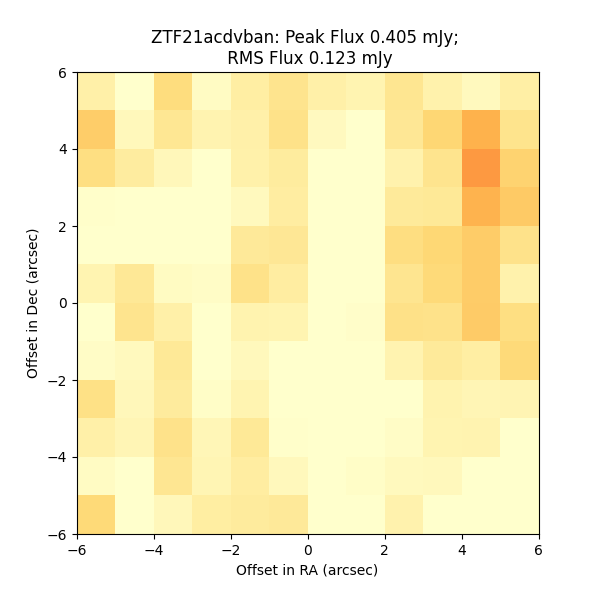 ZTF21acdvban: Peak Flux 0.405 mJy;
RMS Flux 0.123 mJy
6
4
2
0
−2
−4
−6
Offset in Dec (arcsec)
−6 −4 −2 0 2 4 6
Offset in RA (arcsec)